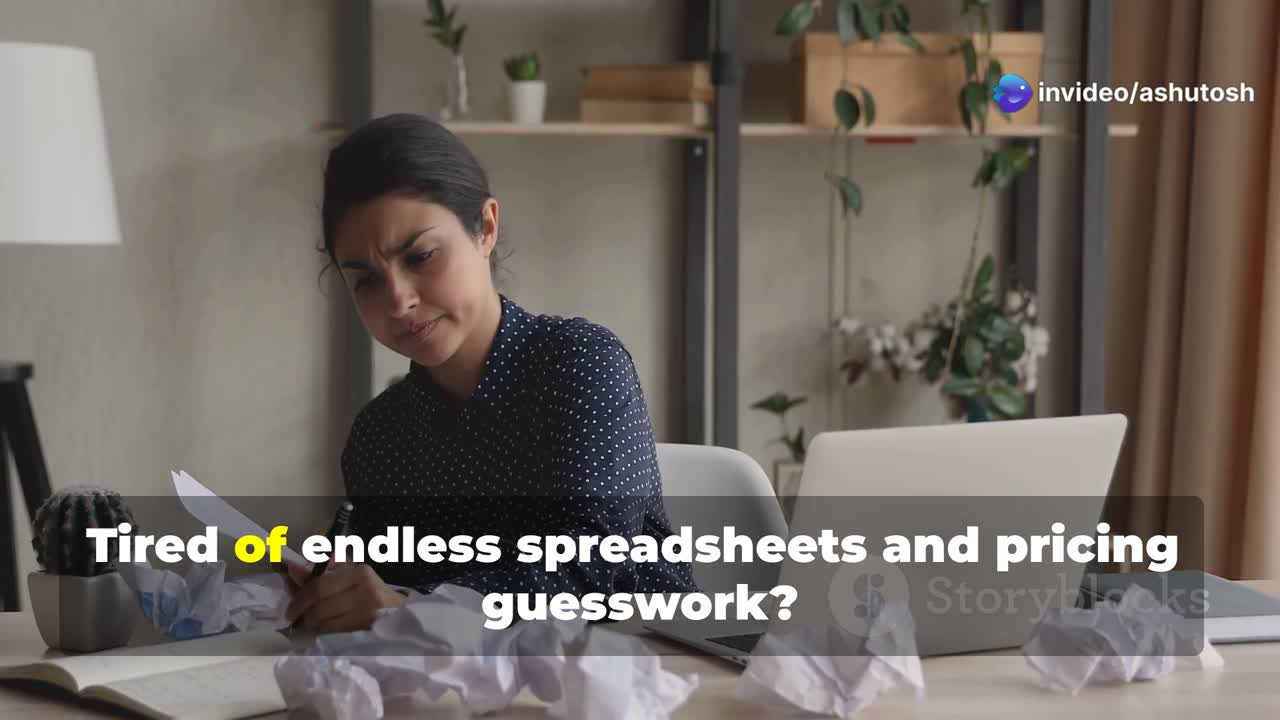 invideo/ashutosh
Tired of endless spreadsheets and pricing
guesswork?
Storyblocks